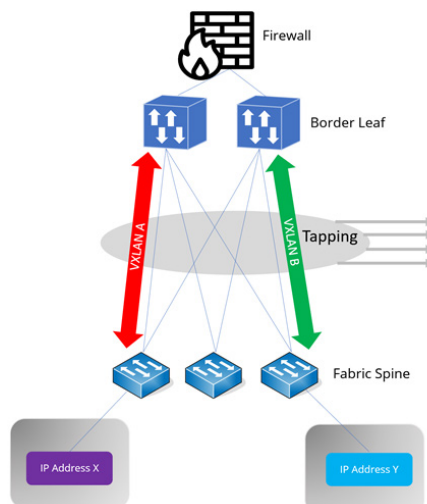 Firewall
Border Leaf
VXLAN A
VXLAN B
Tapping
Fabric Spine
IP Address X
IP Address Y